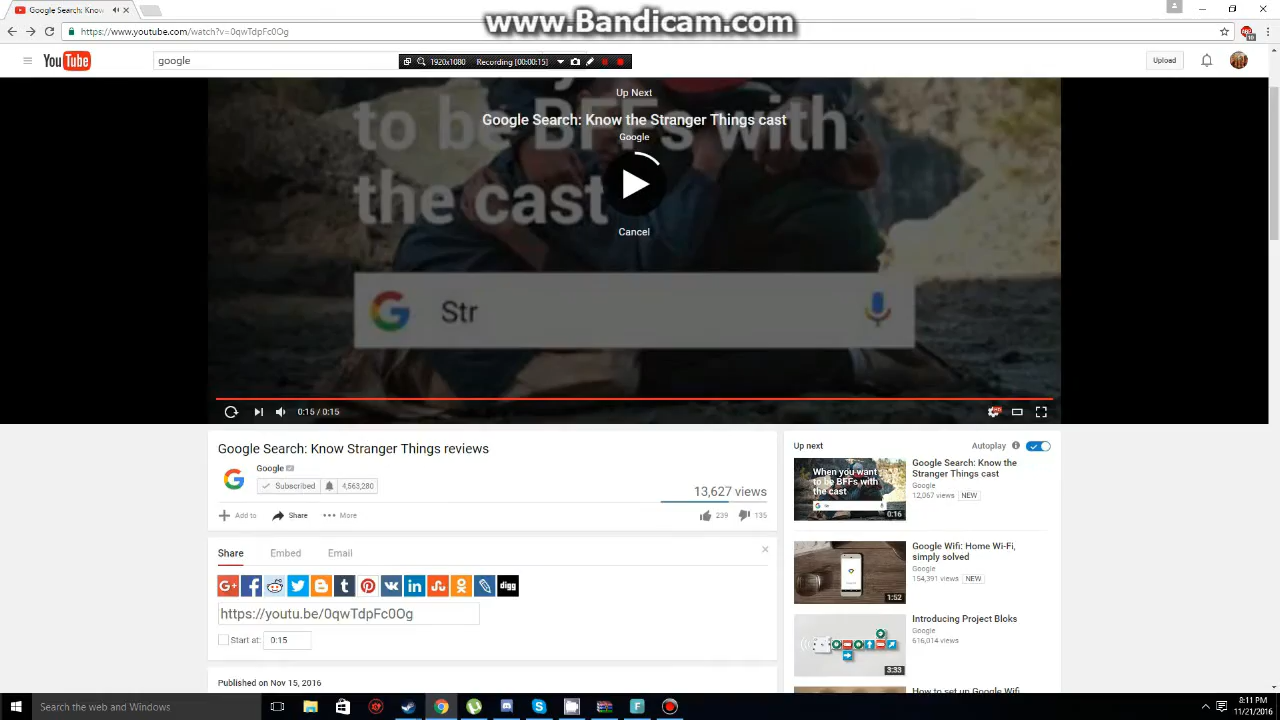 Google Search: Know
www.Bandicam.com
https://www.youtube.com/watch?v=0qwTdpFc0Og
YouTube
google
1920x1080
Recording [00:00:15]
Upload
Up Next
to be BFFs with
Google Search: Know the Stranger Things cast
Google
the cast
Cancel
G
Str
0:15 / 0:15
Google Search: Know Stranger Things reviews
Google
Subscribed
4,563,280
13,627 views
Add to
Share
More
239
135
Share
Embed
Email
G+
digg
https://youtu.be/0qwTdpFc0Og
Start at:
0:15
Published on Nov 15, 2016
Up next
Autoplay
When you want
to be BFFs with
the cast
0:16
Google Search: Know the
Stranger Things cast
Google
12,067 views
NEW
1:52
Google Wifi: Home Wi-Fi,
simply solved
Google
154,391 views
NEW
3:33
Introducing Project Bloks
Google
616,014 views
How to set up Google Wifi
Search the web and Windows
8:11 PM
11/21/2016